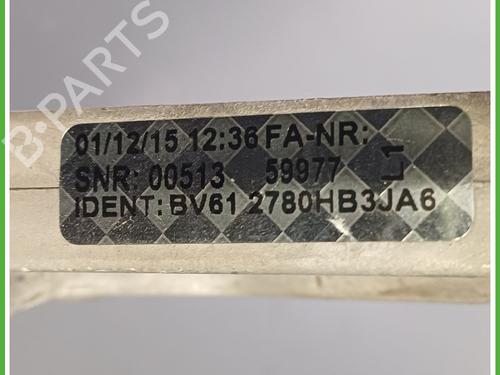 B-PARTS
01/12/15 12:36 FA-NR:
SNR: 00513 59977 L1
IDENT: BV61 2780HB3JA6